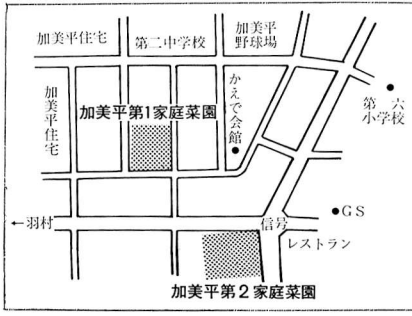 加美平住宅
第二中学校
加美平
野球場
加美平住宅
加美平第1家庭菜園
かえで会館
第六
小学校
←羽村
信号
GS
レストラン
加美平第2家庭菜園